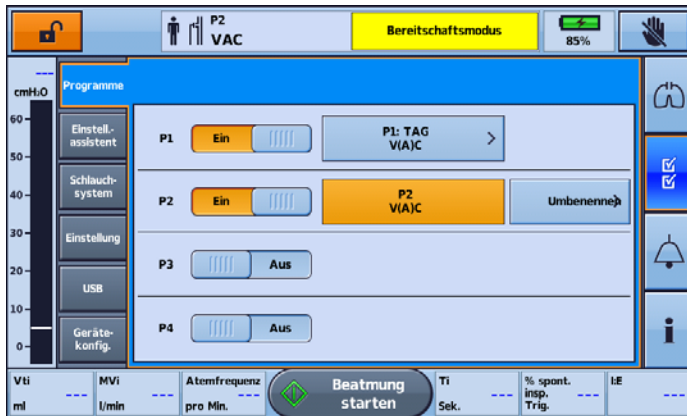 P2
VAC
Bereitschaftsmodus
85%
---
cmH₂O
60
50
40
30
20
10
0
Programme
Einstell.-
assistent
Schlauch-
system
Einstellung
USB
Geräte-
konfig.
P1
Ein
P1: TAG
V(A)C
P2
Ein
P2
V(A)C
Umbenennen
P3
Aus
P4
Aus
Vti
---
ml
MVi
---
l/min
Atemfrequenz
---
pro Min.
Beatmung
starten
Ti
---
Sek.
% spont.
insp.
Trig.
---
I:E
---